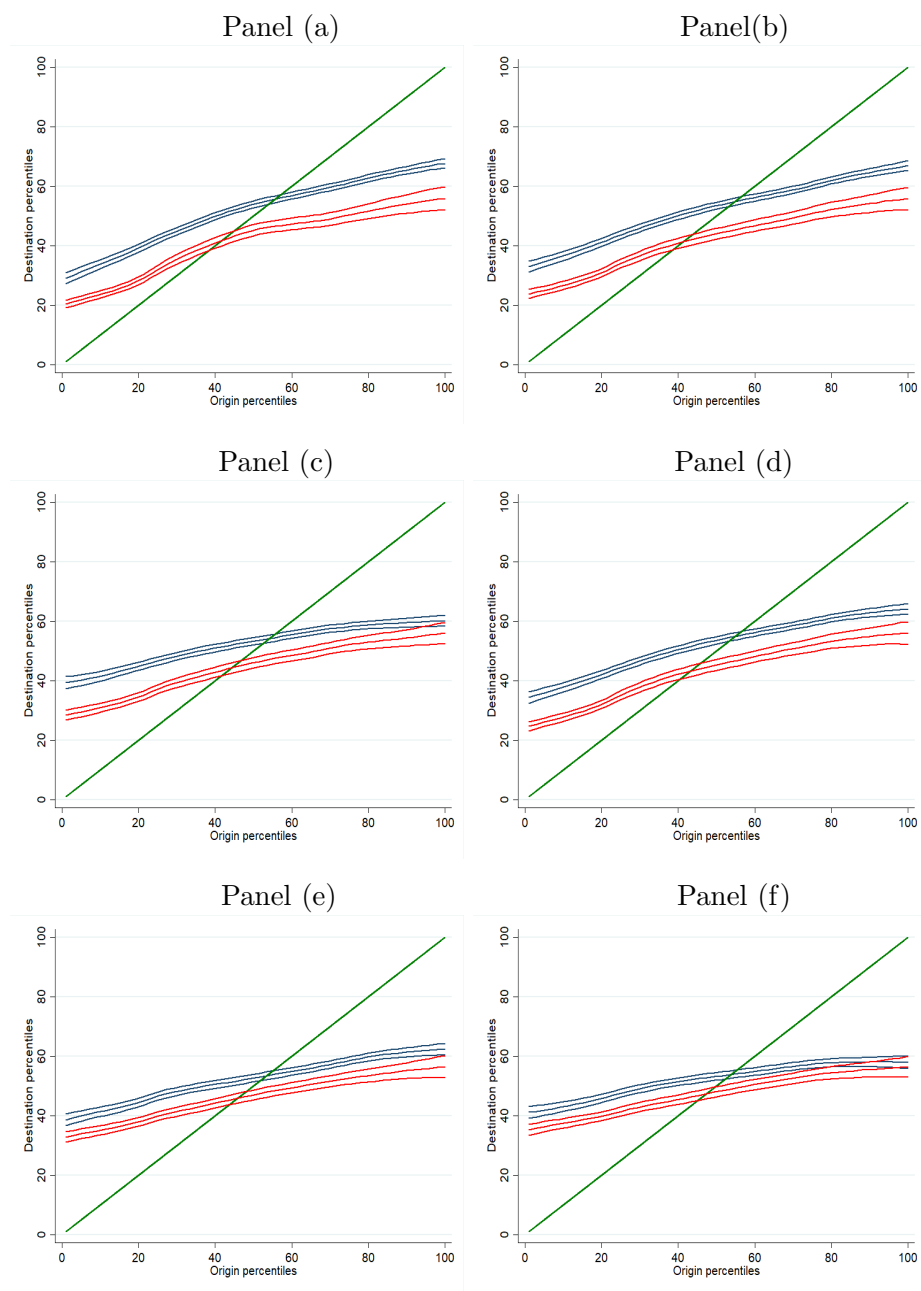 Panel (a)
Destination percentiles
100
80
60
40
20
0
0 20 40 60 80 100
Origin percentiles
Panel(b)
Destination percentiles
100
80
60
40
20
0
0 20 40 60 80 100
Origin percentiles
Panel (c)
Destination percentiles
100
80
60
40
20
0
0 20 40 60 80 100
Origin percentiles
Panel (d)
Destination percentiles
100
80
60
40
20
0
0 20 40 60 80 100
Origin percentiles
Panel (e)
Destination percentiles
100
80
60
40
20
0
0 20 40 60 80 100
Origin percentiles
Panel (f)
Destination percentiles
100
80
60
40
20
0
0 20 40 60 80 100
Origin percentiles